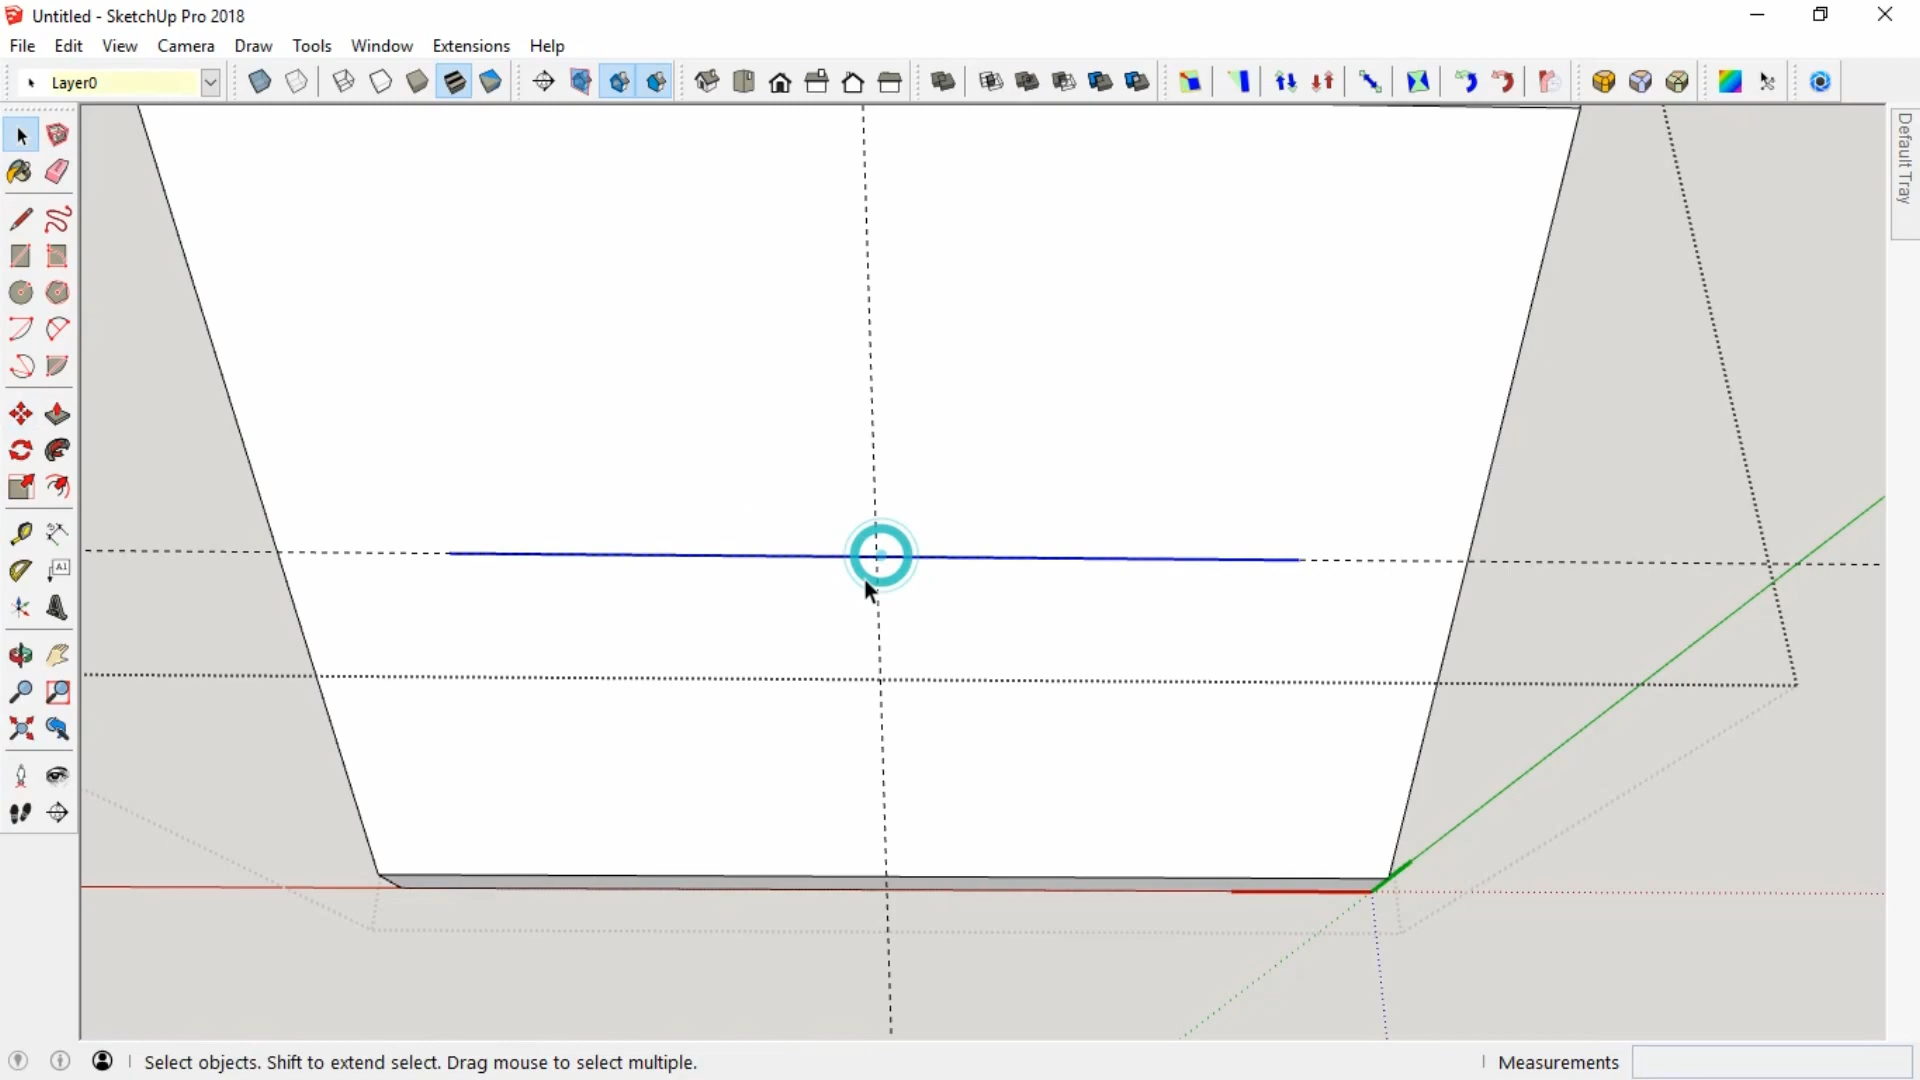 Untitled - SketchUp Pro 2018
File Edit View Camera Draw Tools Window Extensions Help
Layer0
Default Tray
A1
Select objects. Shift to extend select. Drag mouse to select multiple.
Measurements